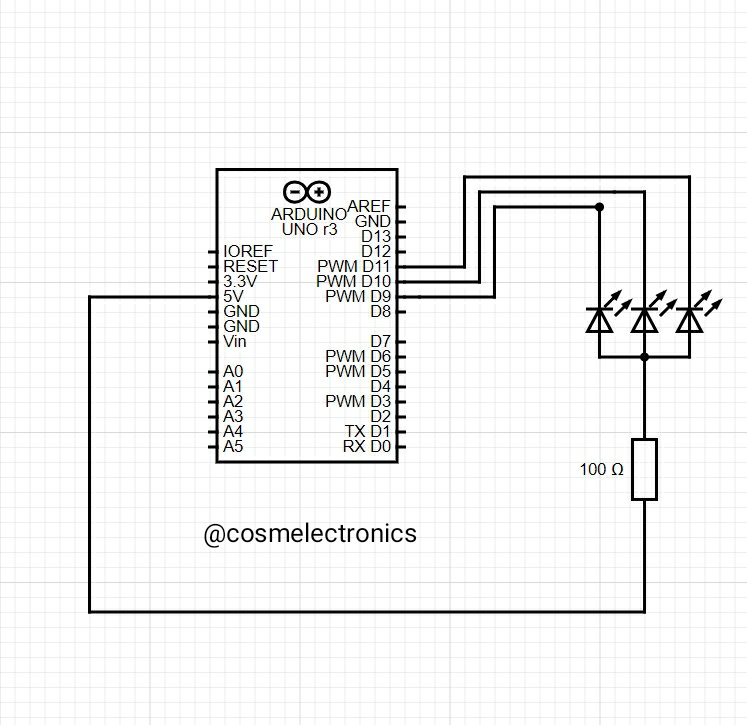 ARDUINO
UNO r3
IOREF
RESET
3.3V
5V
GND
GND
Vin
A0
A1
A2
A3
A4
A5
AREF
GND
D13
D12
PWM D11
PWM D10
PWM D9
D8
D7
PWM D6
PWM D5
D4
PWM D3
D2
TX D1
RX D0
100 Ω
@cosmelectronics